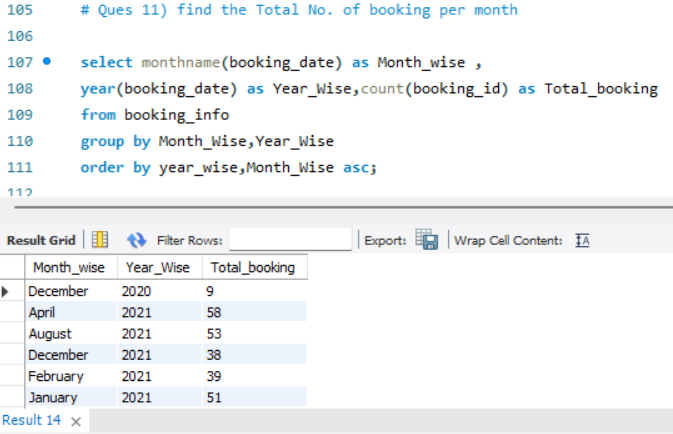 105 # Ques 11) find the Total No. of booking per month
106
107 select monthname(booking_date) as Month_wise ,
108 year(booking_date) as Year_Wise,count(booking_id) as Total_booking
109 from booking_info
110 group by Month_Wise,Year_Wise
111 order by year_wise,Month_Wise asc;
112
Result Grid Filter Rows: Export: Wrap Cell Content: IA
Month_wise Year_Wise Total_booking
December 2020 9
April 2021 58
August 2021 53
December 2021 38
February 2021 39
January 2021 51
Result 14 ×